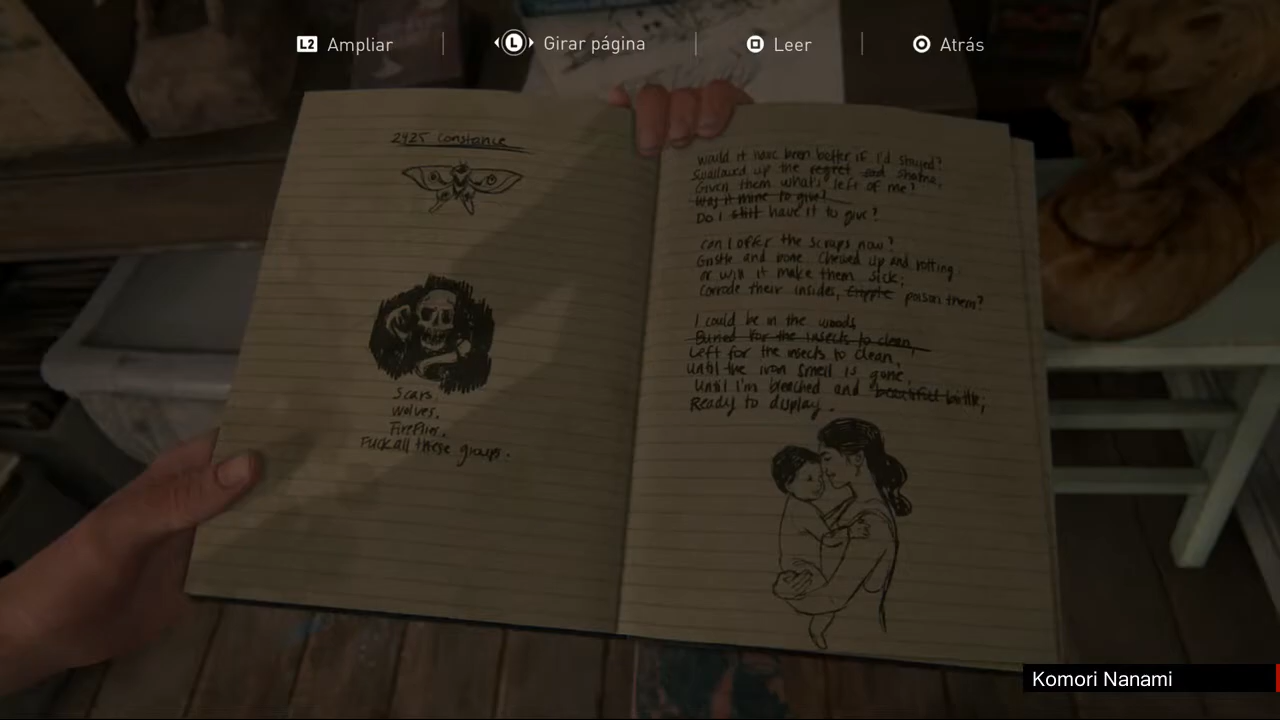 L2 Ampliar
L Girar página
Leer
Atrás
2425 Constance
Scars.
Wolves.
Fireflies.
Fuck all these groups.
Would it have been better if I'd stayed?
Swallowed up the regret and shame,
Given them what's left of me?
Was it mine to give?
Do I still have it to give?
Can I offer the scraps now?
Gristle and bone. Chewed up and rotting.
Or will it make them sick;
Corrode their insides, cripple poison them?
I could be in the woods
Buried for the insects to clean,
Left for the insects to clean,
Until the iron smell is gone,
Until I'm bleached and beautiful brittle;
Ready to display.
Komori Nanami